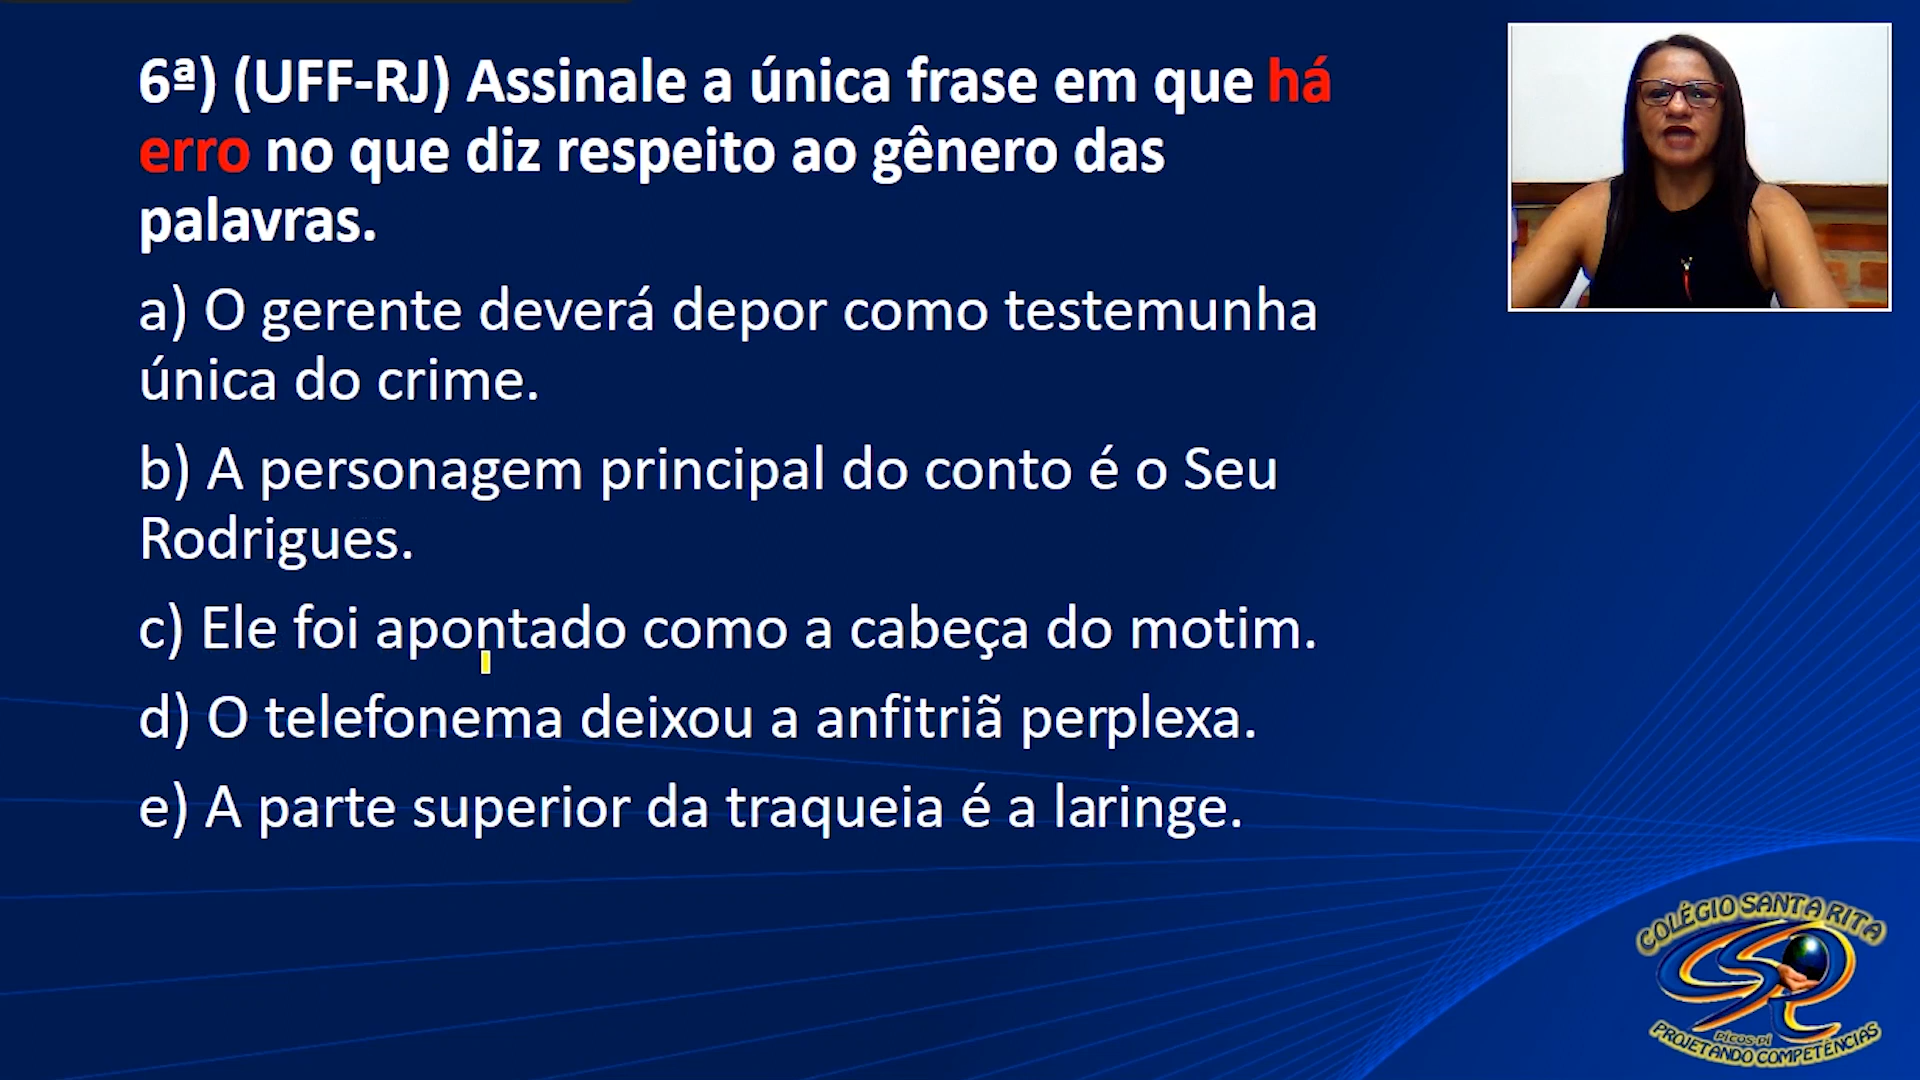 6ª) (UFF-RJ) Assinale a única frase em que há
erro no que diz respeito ao gênero das
palavras.
a) O gerente deverá depor como testemunha
única do crime.
b) A personagem principal do conto é o Seu
Rodrigues.
c) Ele foi apontado como a cabeça do motim.
d) O telefonema deixou a anfitriã perplexa.
e) A parte superior da traqueia é a laringe.
COLÉGIO SANTA RITA
PICOS-PI
PROJETANDO COMPETÊNCIAS